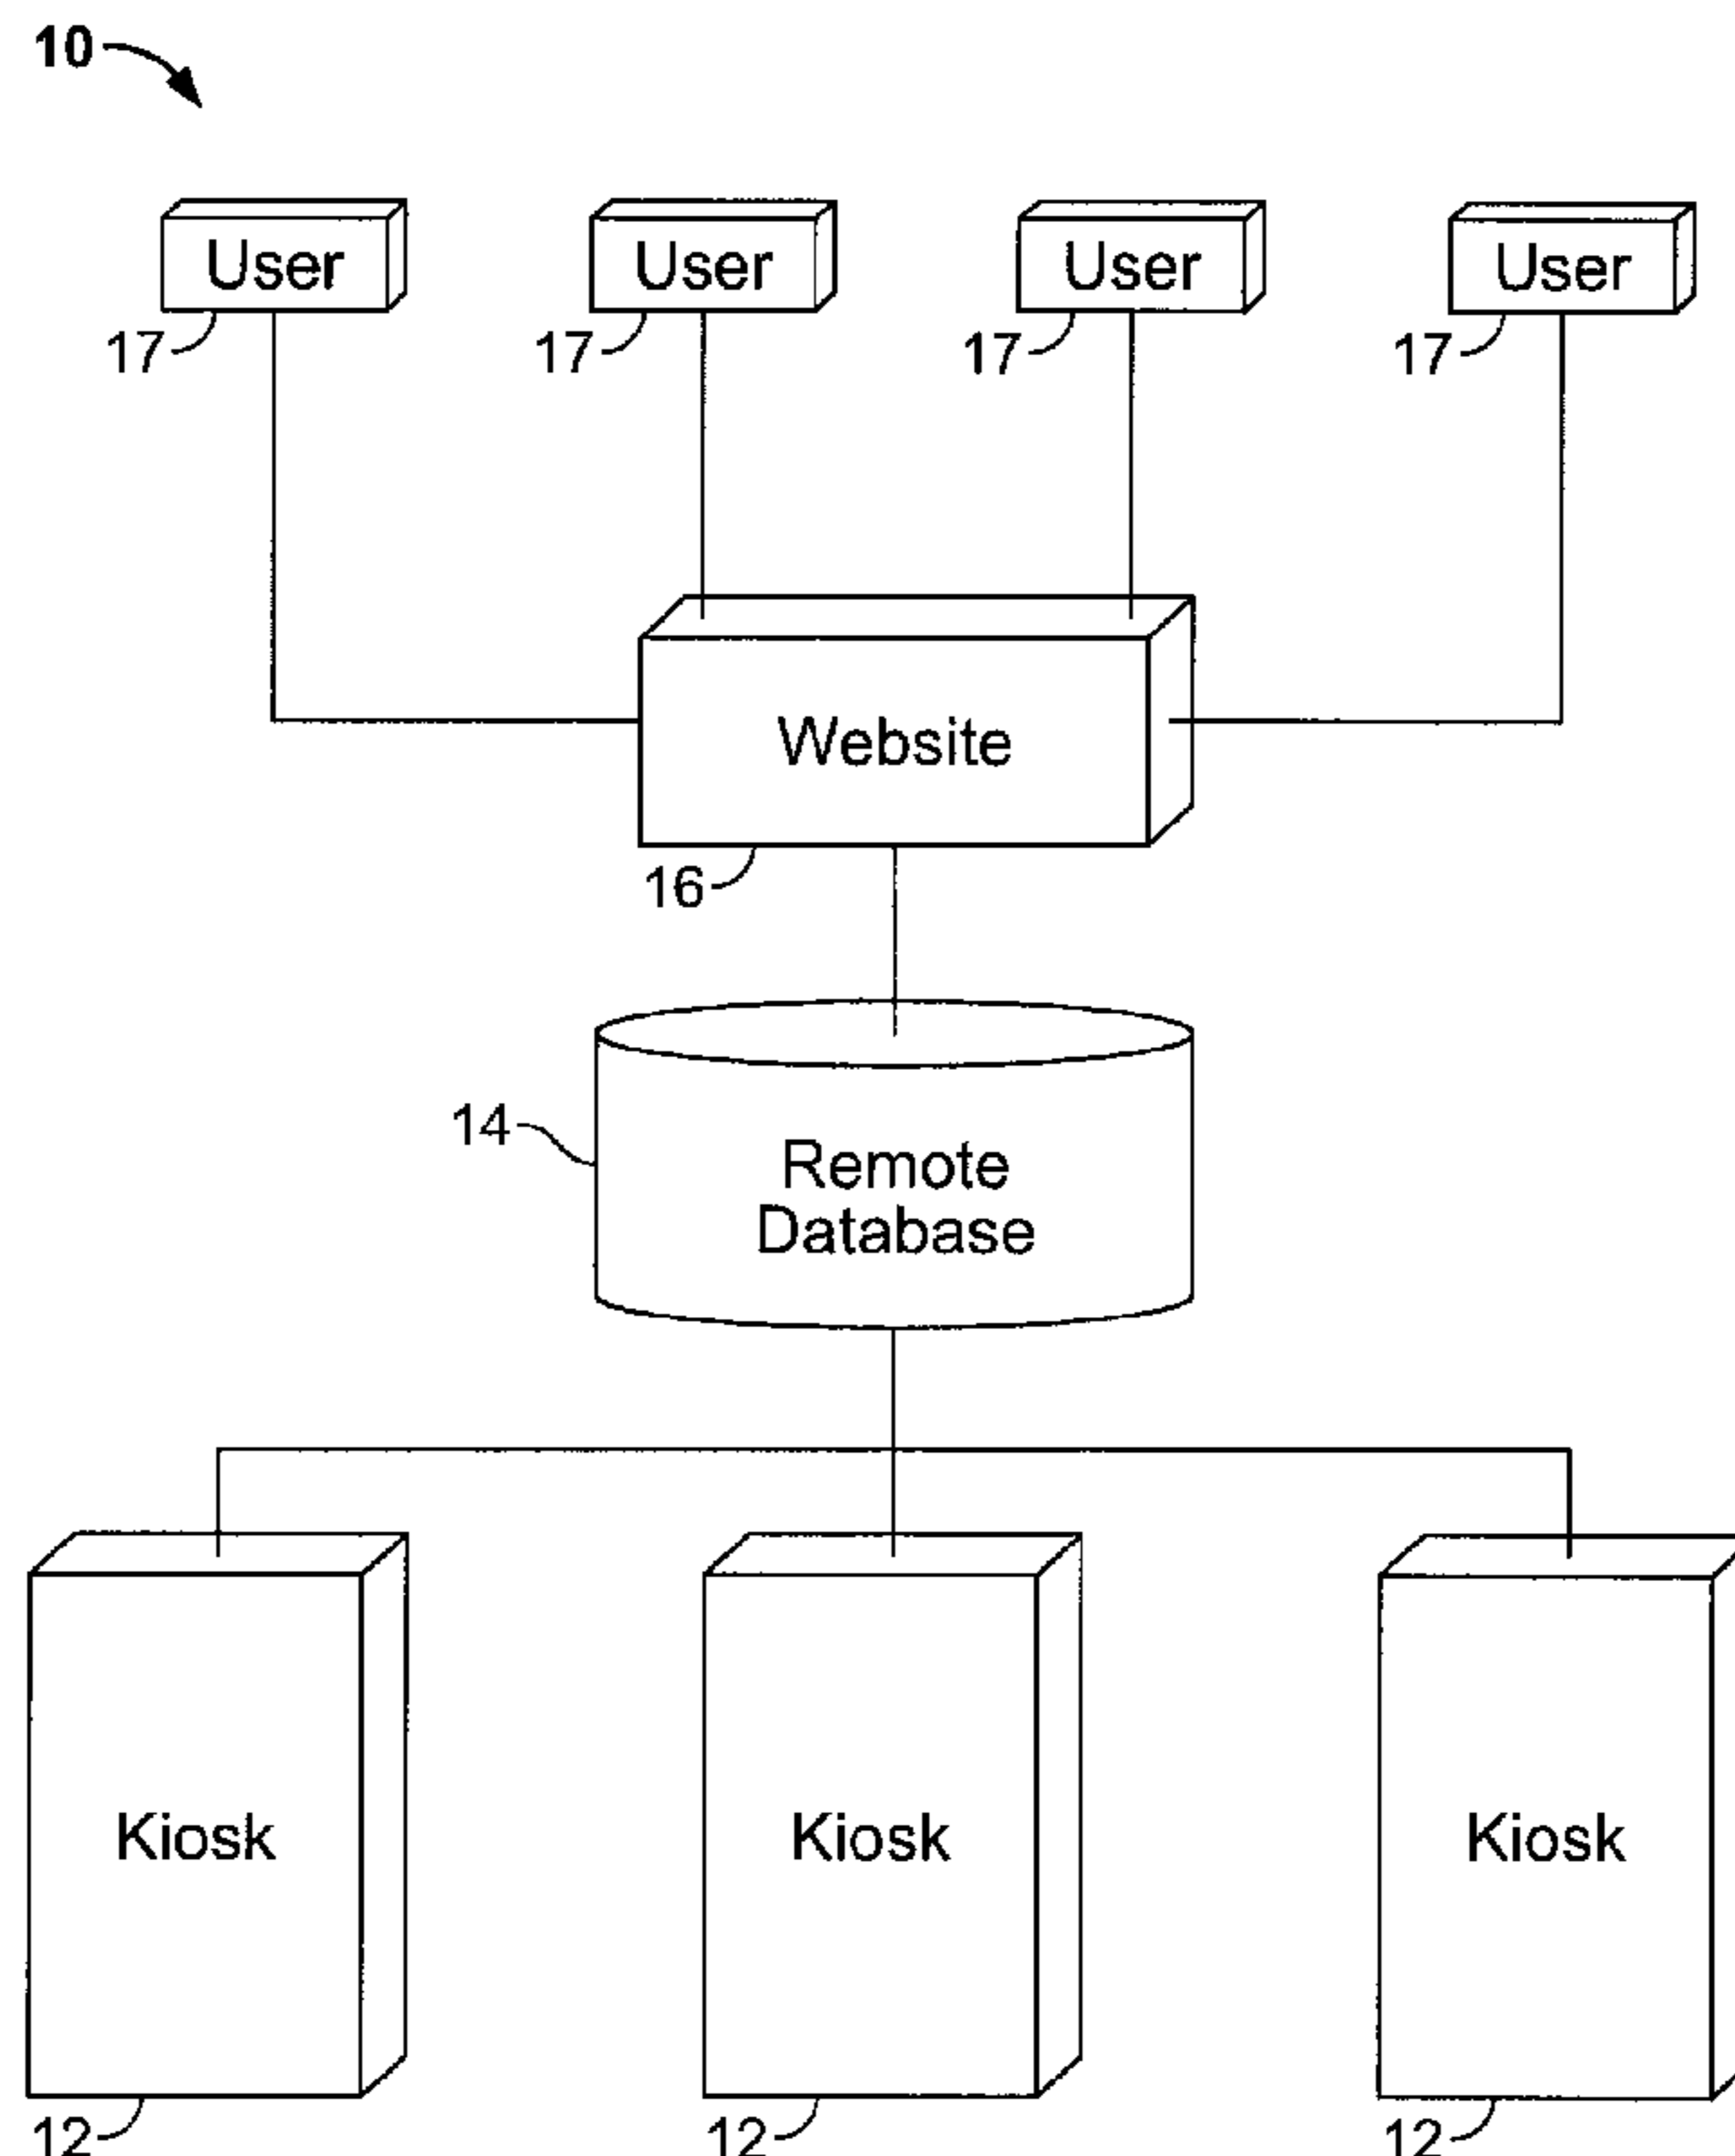 10
User User User User
17 17 17 17
Website
16
14
Remote
Database
Kiosk Kiosk Kiosk
12 12 12